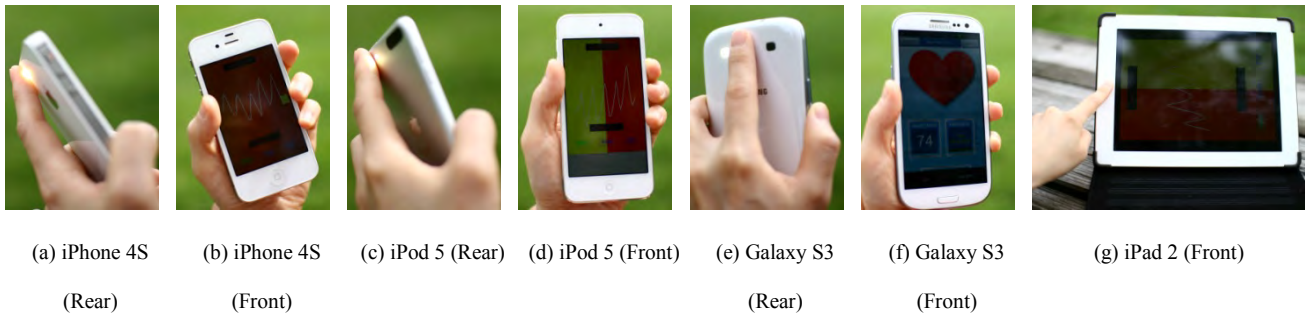 74
(a) iPhone 4S
(Rear)
(b) iPhone 4S
(Front)
(c) iPod 5 (Rear)
(d) iPod 5 (Front)
(e) Galaxy S3
(Rear)
(f) Galaxy S3
(Front)
(g) iPad 2 (Front)